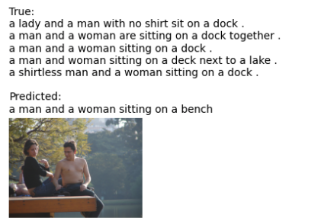 True:
a lady and a man with no shirt sit on a dock .
a man and a woman are sitting on a dock together .
a man and a woman sitting on a dock .
a man and woman sitting on a deck next to a lake .
a shirtless man and a woman sitting on a dock .
Predicted:
a man and a woman sitting on a bench